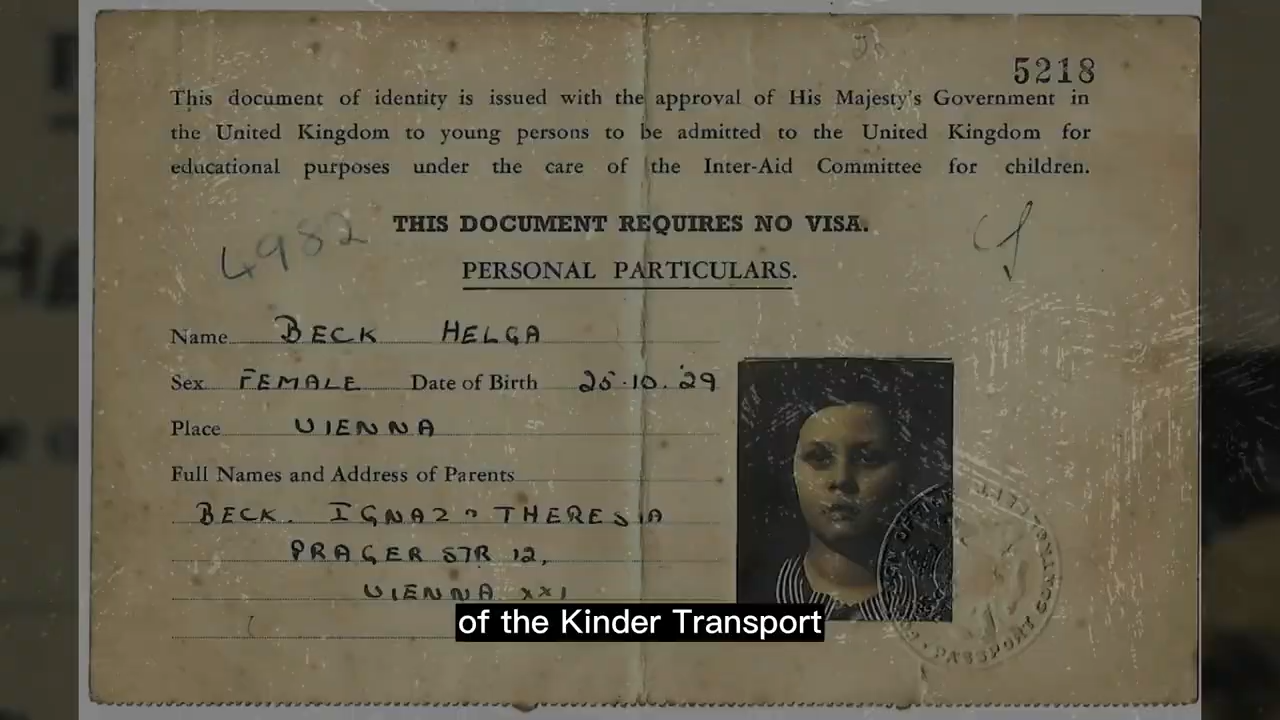 5218
This document of identity is issued with the approval of His Majesty's Government in
the United Kingdom to young persons to be admitted to the United Kingdom for
educational purposes under the care of the Inter-Aid Committee for children.
THIS DOCUMENT REQUIRES NO VISA.
4982
PERSONAL PARTICULARS.
Name BECK HELGA
Sex FEMALE Date of Birth 25.10.29
Place VIENNA
Full Names and Address of Parents
BECK. IGNAZ THERESIA
PRAGER STR 12,
VIENNA XXI
of the Kinder Transport
PASSPORT